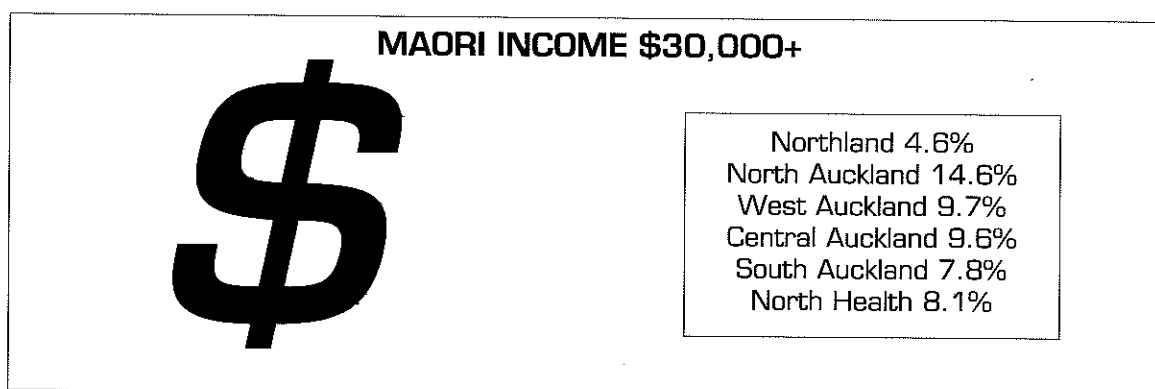 MAORI INCOME $30,000+
$
Northland 4.6%
North Auckland 14.6%
West Auckland 9.7%
Central Auckland 9.6%
South Auckland 7.8%
North Health 8.1%